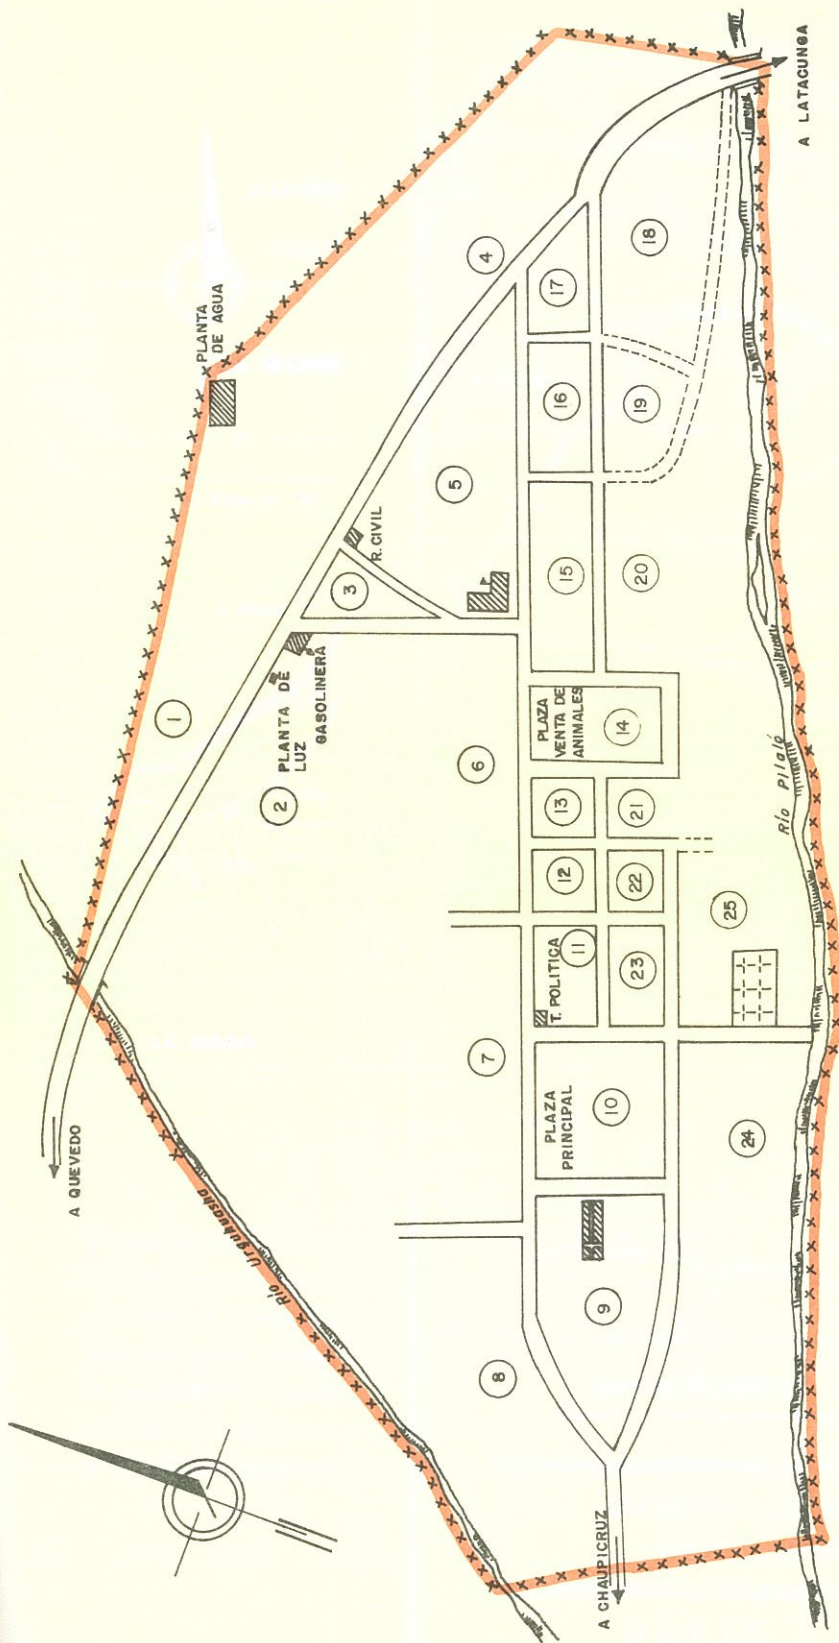 A QUEVEDO
1
PLANTA
DE AGUA
Río Urguhuasha
2
PLANTA DE
LUZ
GASOLINERA
3
R. CIVIL
4
5
6
7
8
A CHAUPICRUZ
9
PLAZA
PRINCIPAL
10
T. POLITICA
11
12
13
PLAZA
VENTA DE
ANIMALES
14
15
16
17
18
19
20
21
22
23
24
25
Río Pilaló
A LATACUNGA